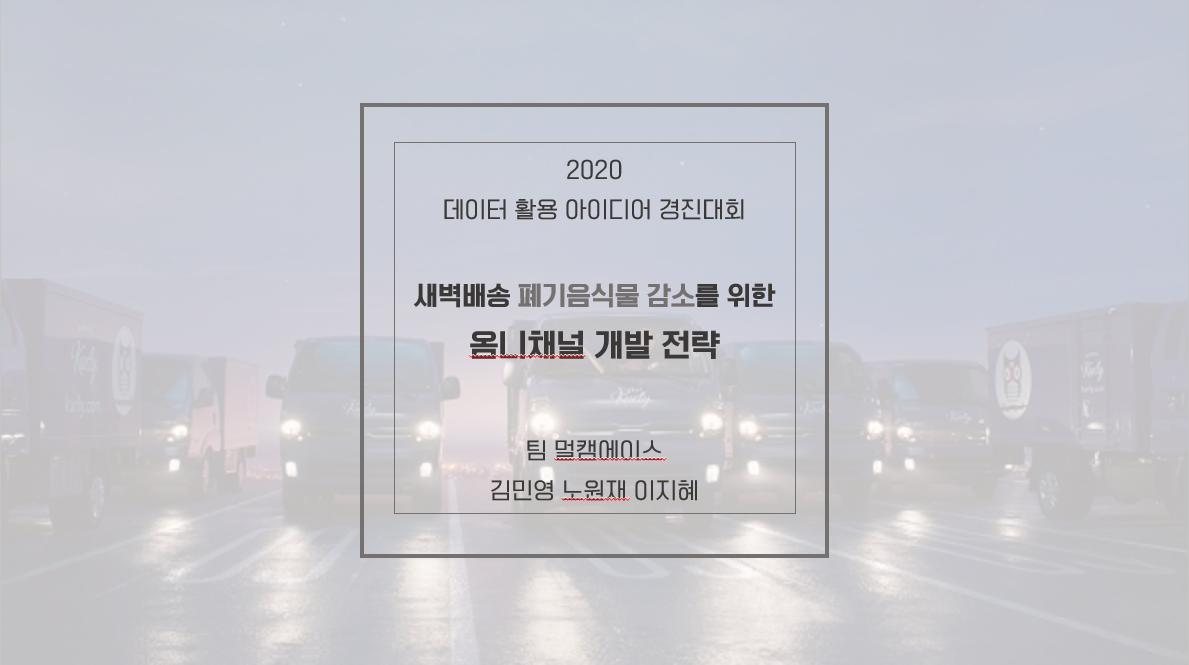 2020
데이터 활용 아이디어 경진대회
새벽배송 폐기음식물 감소를 위한
옴니채널 개발 전략
팀 멀캠에이스
김민영 노원재 이지혜
Kurly